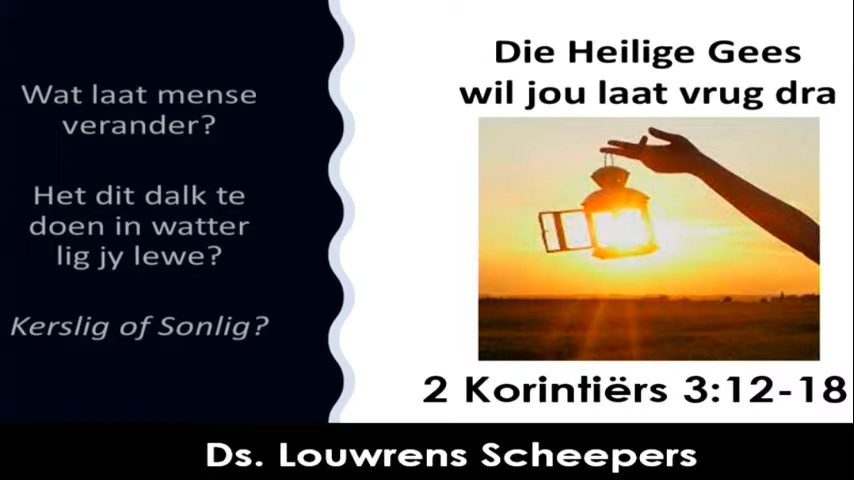 Wat laat mense
verander?
Het dit dalk te
doen in watter
lig jy lewe?
Kerslig of Sonlig?
Die Heilige Gees
wil jou laat vrug dra
2 Korintiërs 3:12-18
Ds. Louwrens Scheepers